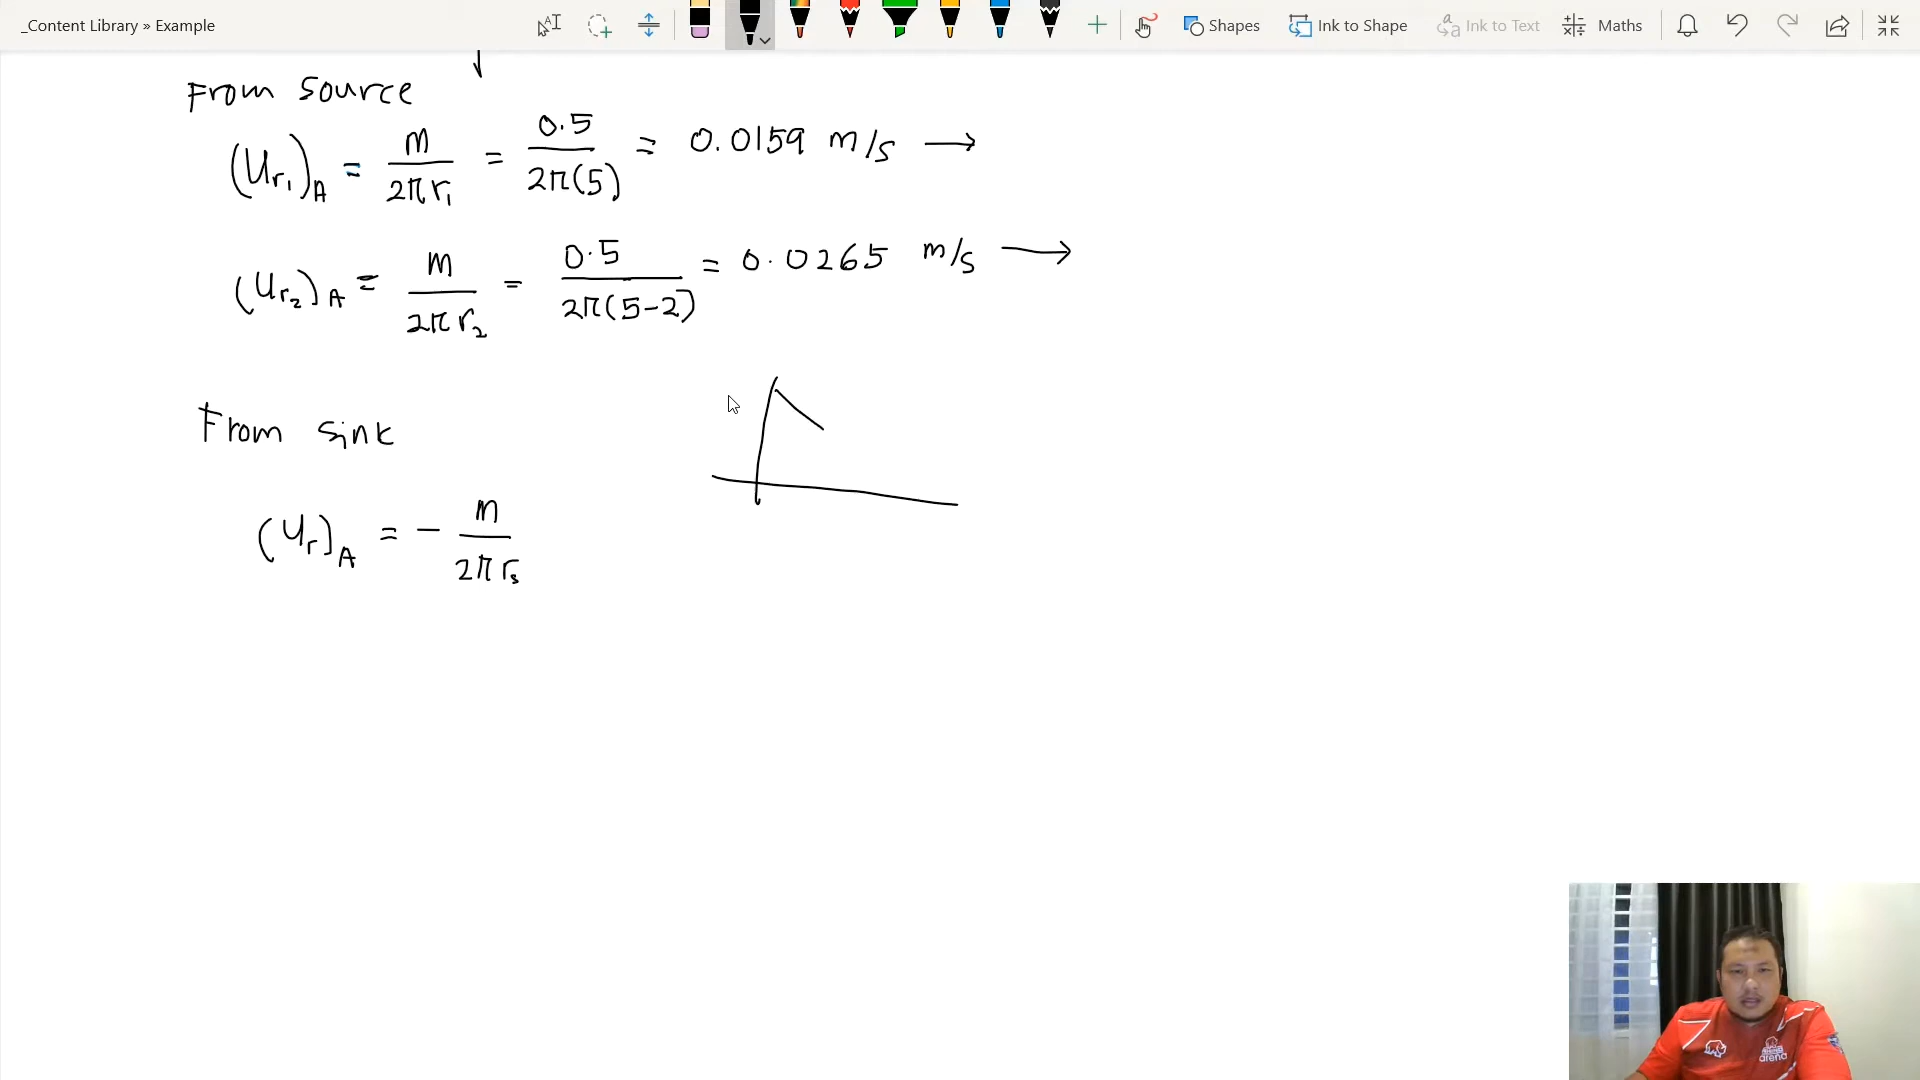 _Content Library » Example
Shapes
Ink to Shape
Ink to Text
Maths
From source
(Ur₁)A = m/2πr₁ = 0.5/2π(5) = 0.0159 m/s →
(Ur₂)A = m/2πr₂ = 0.5/2π(5-2) = 0.0265 m/s →
From sink
(Ur)A = - m/2πr₃
arena